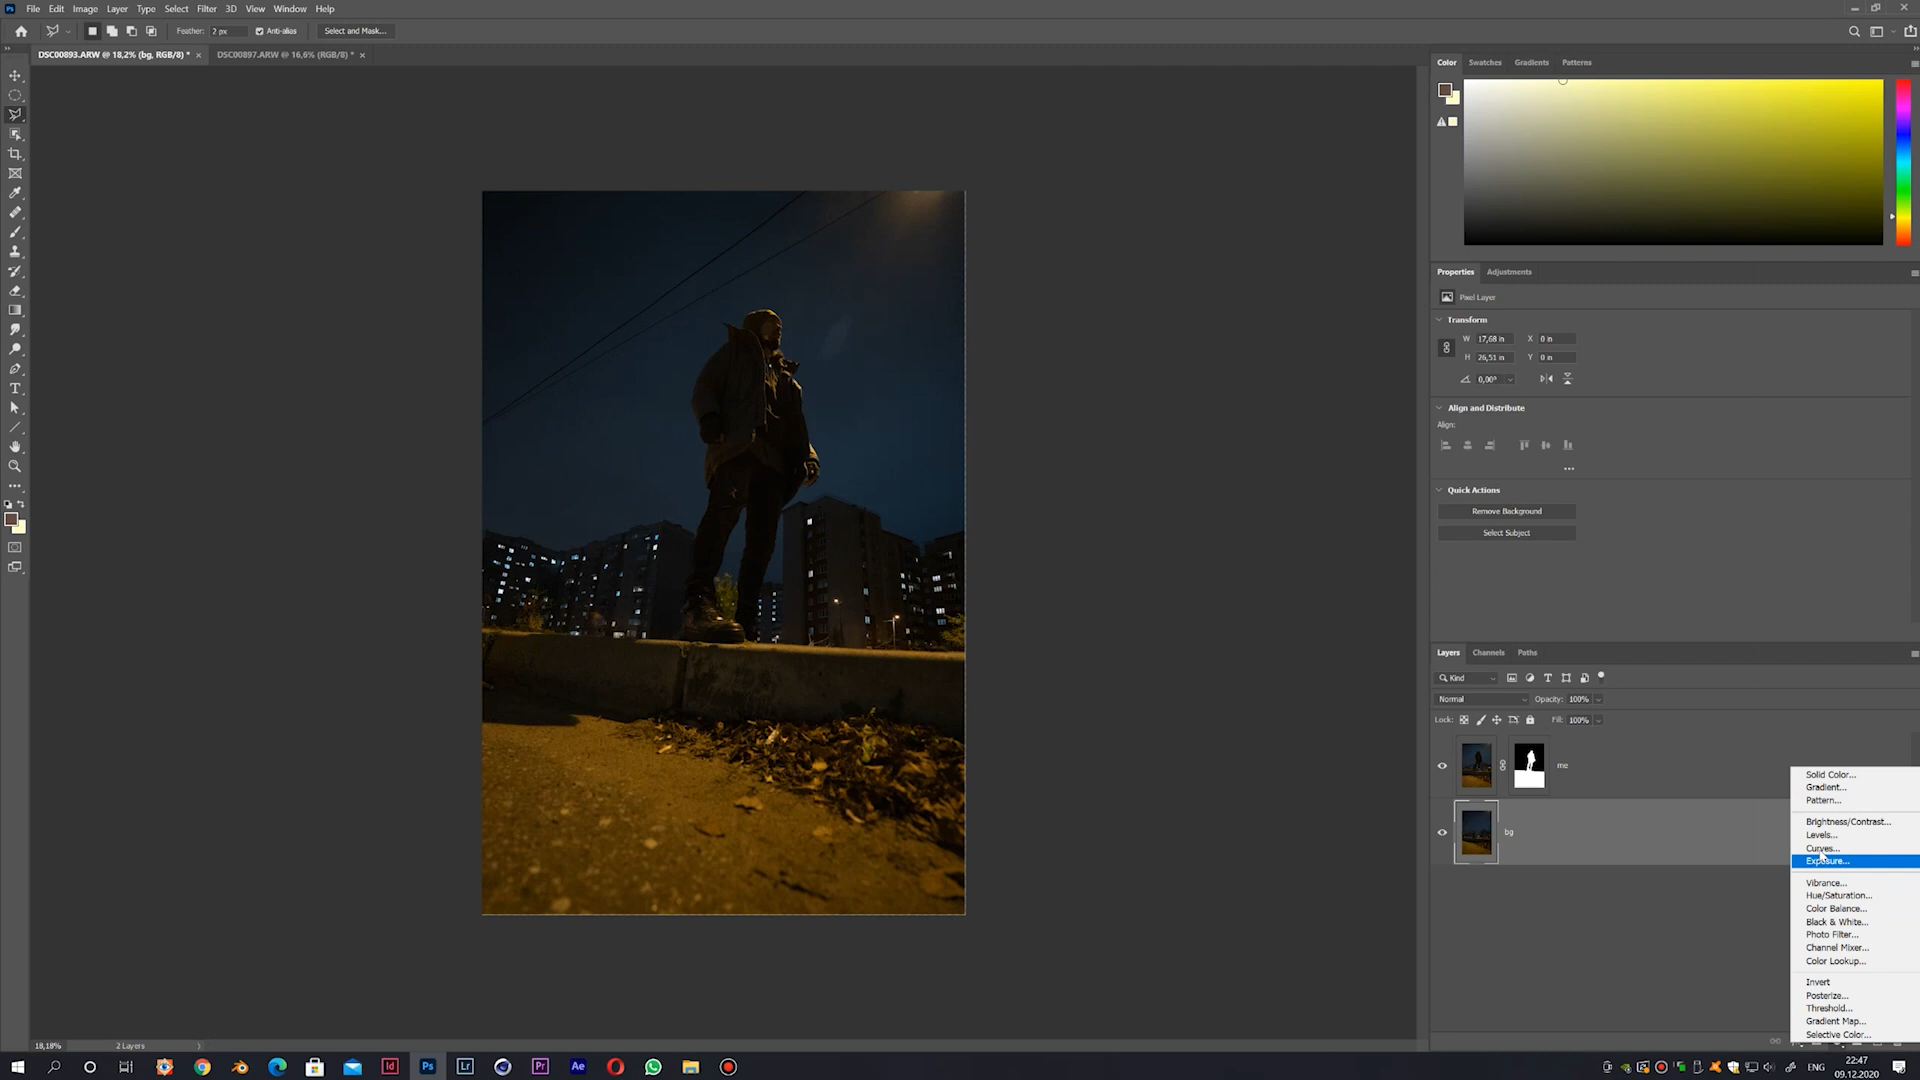 Ps File Edit Image Layer Type Select Filter 3D View Window Help
Feather: 2 px Anti-alias Select and Mask...
DSC00893.ARW @ 18,2% (bg, RGB/8) * × DSC00897.ARW @ 16,6% (RGB/8) * ×
Color Swatches Gradients Patterns
Properties Adjustments
Pixel Layer
Transform
W 17,68 in X 0 in
H 26,51 in Y 0 in
0,00°
Align and Distribute
Align:
Quick Actions
Remove Background
Select Subject
Layers Channels Paths
Kind
Normal Opacity: 100%
Lock: Fill: 100%
me
bg
Solid Color...
Gradient...
Pattern...
Brightness/Contrast...
Levels...
Curves...
Exposure...
Vibrance...
Hue/Saturation...
Color Balance...
Black & White...
Photo Filter...
Channel Mixer...
Color Lookup...
Invert
Posterize...
Threshold...
Gradient Map...
Selective Color...
18,18% 2 Layers
Id Ps Lr Pr Ae
ENG 22:47
09.12.2020